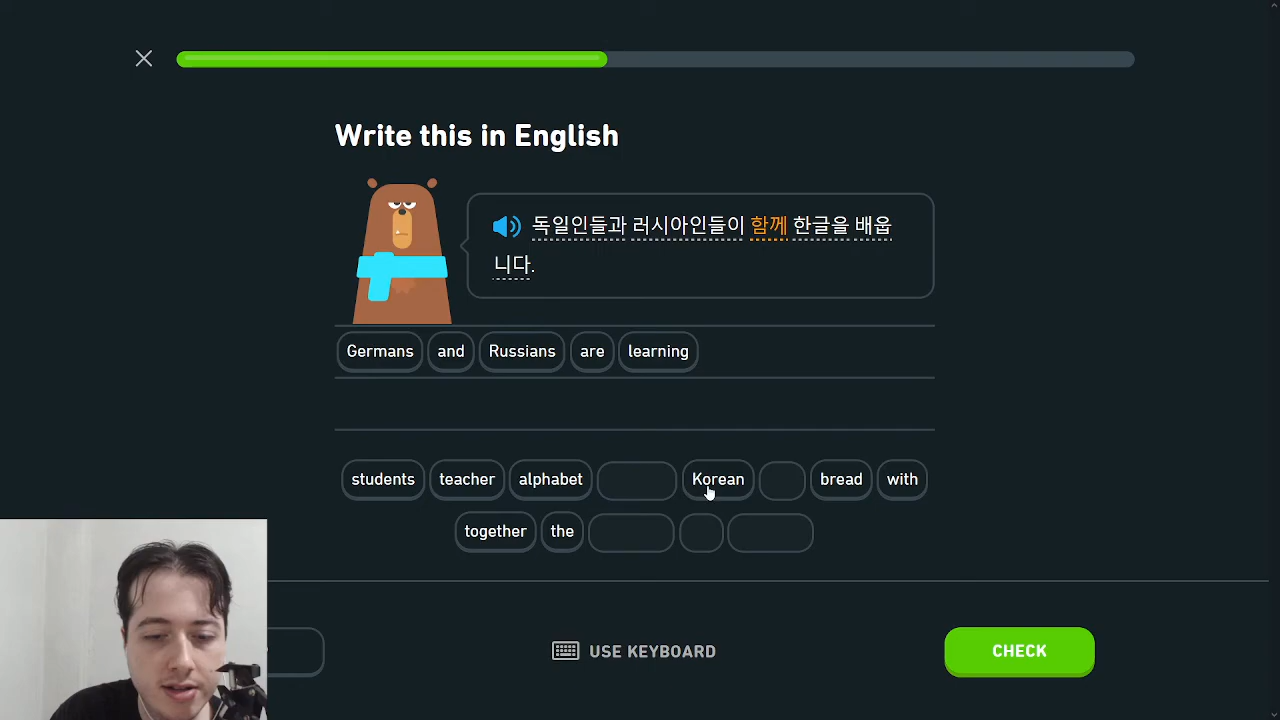 Write this in English
독일인들과 러시아인들이 함께 한글을 배웁
니다.
Germans and Russians are learning
students teacher alphabet Korean bread with
together the
USE KEYBOARD
CHECK